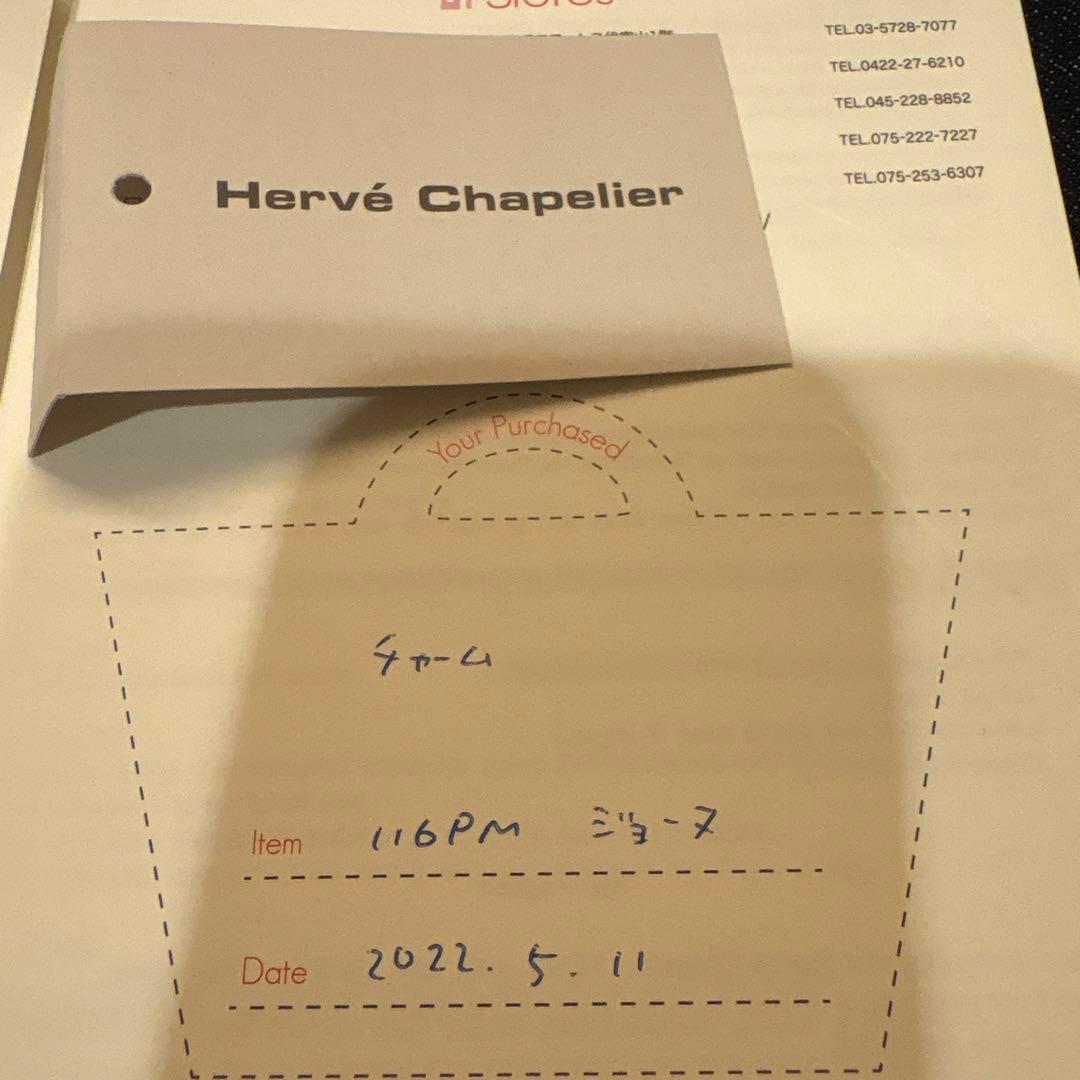 TEL.03-5728-7077
TEL.0422-27-6210
TEL.045-228-8852
TEL.075-222-7227
TEL.075-253-6307
Hervé Chapelier
Your Purchased
チャーム
Item 116PM ジョーヌ
Date 2022.5.11